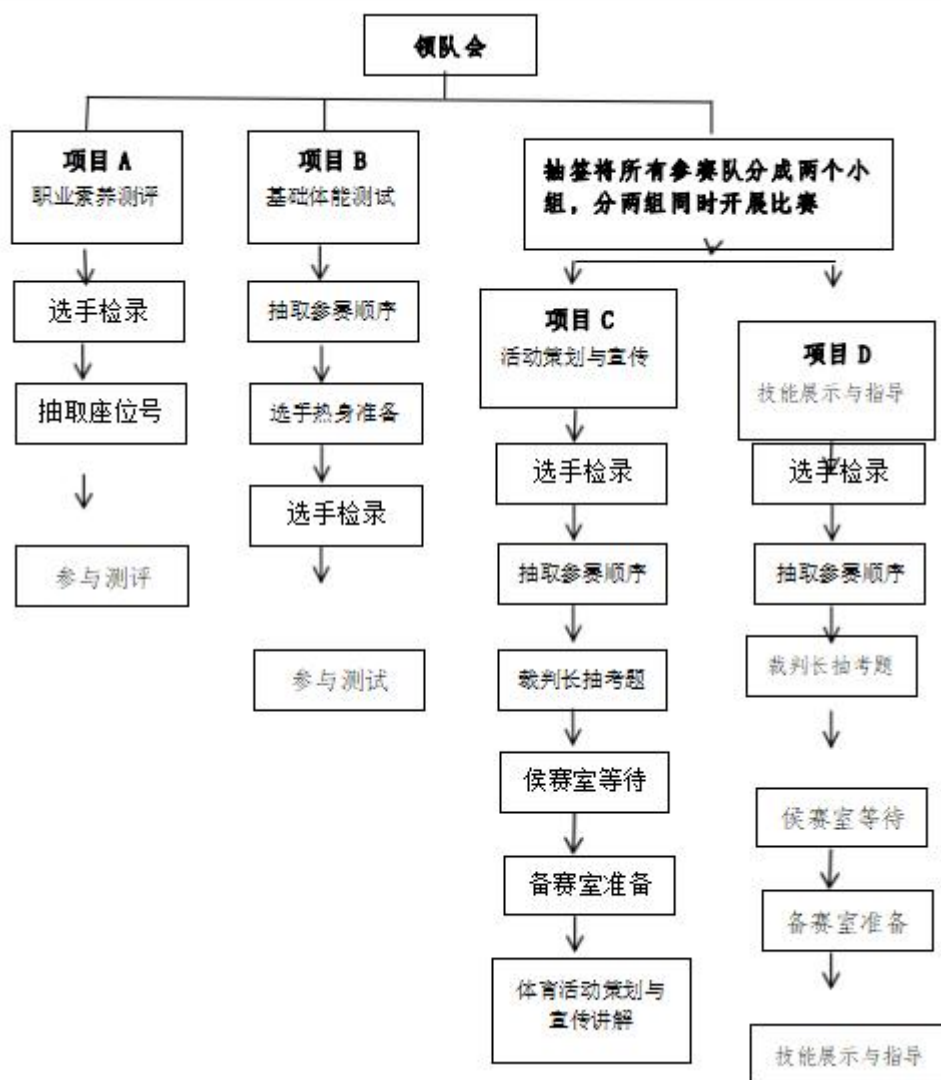 领队会
项目 A
职业素养测评
选手检录
抽取座位号
参与测评
项目 B
基础体能测试
抽取参赛顺序
选手热身准备
选手检录
参与测试
抽签将所有参赛队分成两个小
组，分两组同时开展比赛
项目 C
活动策划与宣传
选手检录
抽取参赛顺序
裁判长抽考题
侯赛室等待
备赛室准备
体育活动策划与
宣传讲解
项目 D
技能展示与指导
选手检录
抽取参赛顺序
裁判长抽考题
侯赛室等待
备赛室准备
技能展示与指导